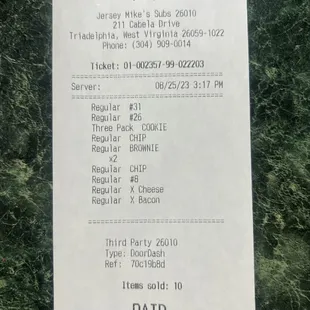 Jersey Mike's Subs 26010
211 Cabela Drive
Triadelphia, West Virginia 26059-1022
Phone: (304) 909-0014
Ticket: 01-002357-99-022203
Server: 08/25/23 3:17 PM
Regular #31
Regular #26
Three Pack COOKIE
Regular CHIP
Regular BROWNIE
x2
Regular CHIP
Regular #8
Regular X Cheese
Regular X Bacon
Third Party 26010
Type: DoorDash
Ref: 70c19b8d
Items sold: 10
PAID